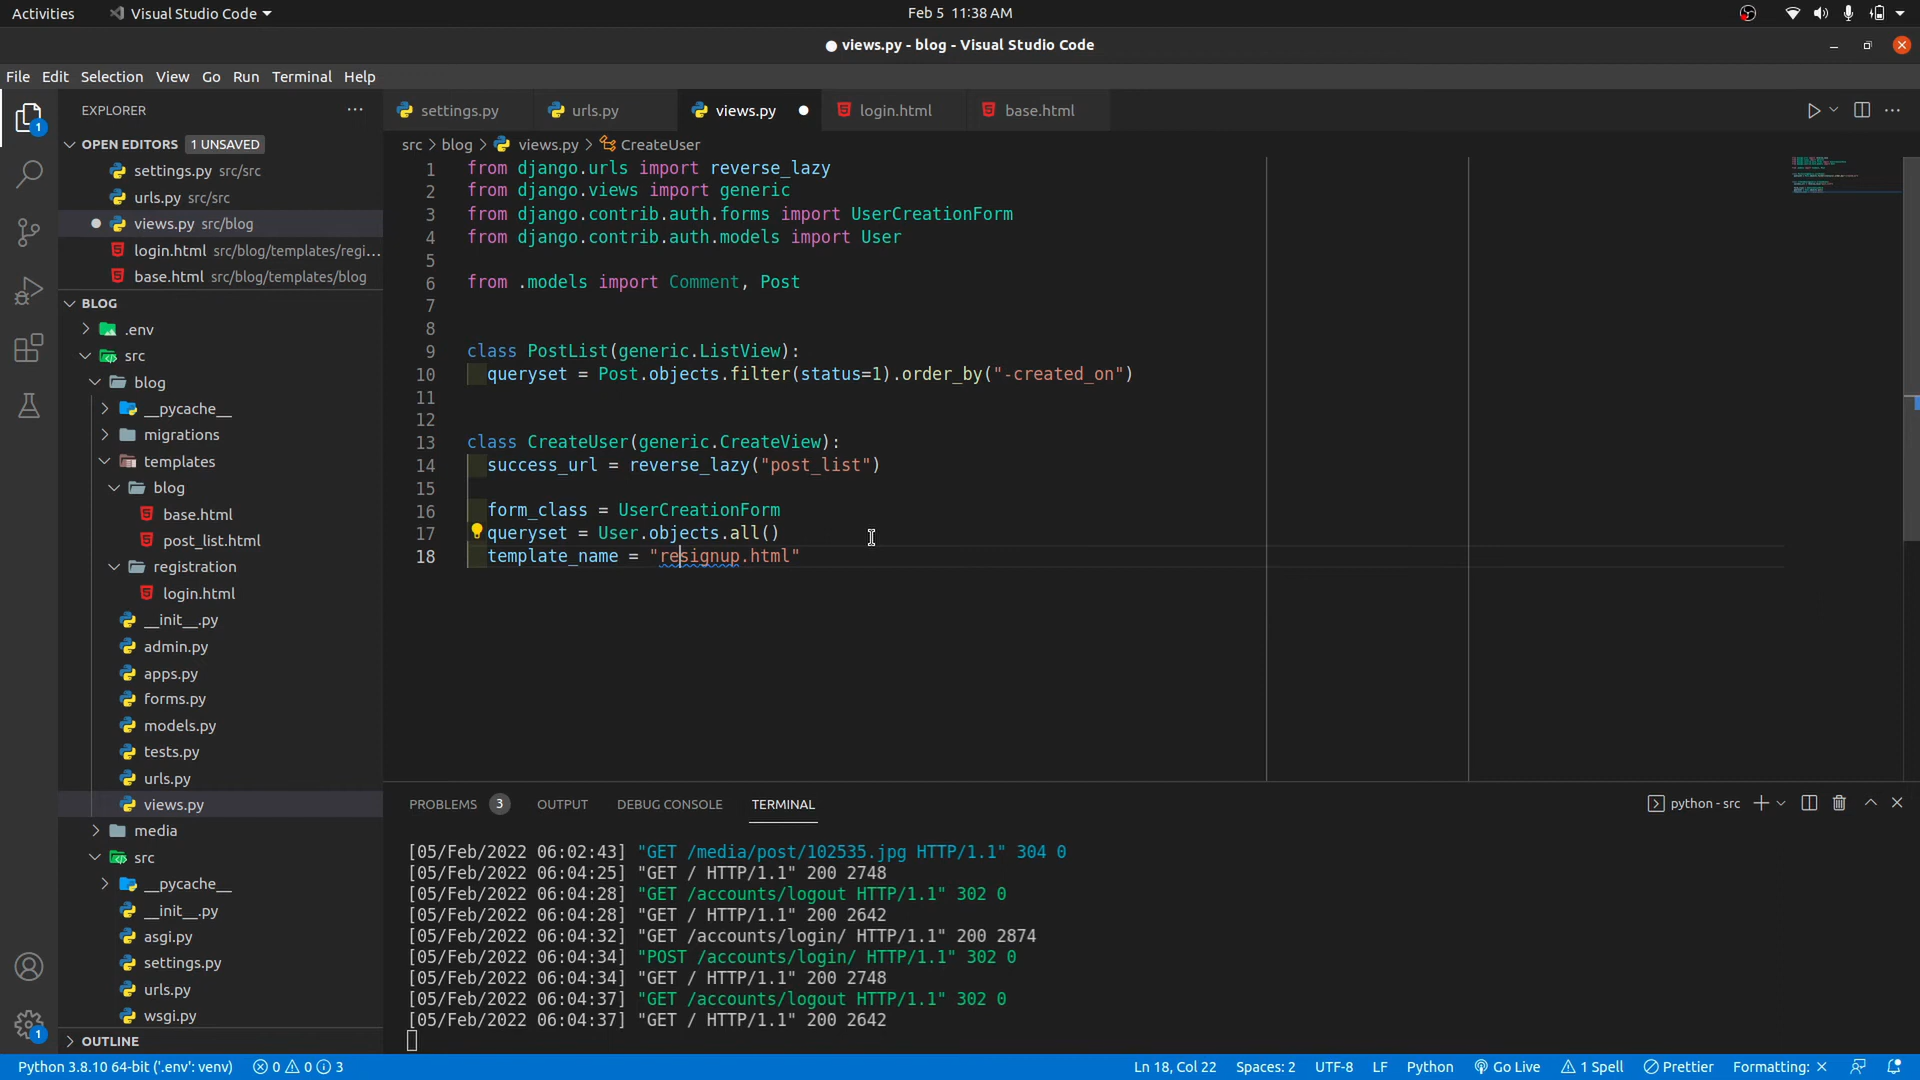 Activities
Visual Studio Code
Feb 5 11:38 AM
views.py - blog - Visual Studio Code
File Edit Selection View Go Run Terminal Help
EXPLORER
OPEN EDITORS 1 UNSAVED
settings.py src/src
urls.py src/src
views.py src/blog
login.html src/blog/templates/regi...
base.html src/blog/templates/blog
BLOG
.env
src
blog
__pycache__
migrations
templates
blog
base.html
post_list.html
registration
login.html
__init__.py
admin.py
apps.py
forms.py
models.py
tests.py
urls.py
views.py
media
src
__pycache__
__init__.py
asgi.py
settings.py
urls.py
wsgi.py
OUTLINE
settings.py
urls.py
views.py
login.html
base.html
src > blog > views.py > CreateUser
1 from django.urls import reverse_lazy
2 from django.views import generic
3 from django.contrib.auth.forms import UserCreationForm
4 from django.contrib.auth.models import User
5
6 from .models import Comment, Post
7
8
9 class PostList(generic.ListView):
10 queryset = Post.objects.filter(status=1).order_by("-created_on")
11
12
13 class CreateUser(generic.CreateView):
14 success_url = reverse_lazy("post_list")
15
16 form_class = UserCreationForm
17 queryset = User.objects.all()
18 template_name = "resignup.html"
PROBLEMS 3 OUTPUT DEBUG CONSOLE TERMINAL
python - src
[05/Feb/2022 06:02:43] "GET /media/post/102535.jpg HTTP/1.1" 304 0
[05/Feb/2022 06:04:25] "GET / HTTP/1.1" 200 2748
[05/Feb/2022 06:04:28] "GET /accounts/logout HTTP/1.1" 302 0
[05/Feb/2022 06:04:28] "GET / HTTP/1.1" 200 2642
[05/Feb/2022 06:04:32] "GET /accounts/login/ HTTP/1.1" 200 2874
[05/Feb/2022 06:04:34] "POST /accounts/login/ HTTP/1.1" 302 0
[05/Feb/2022 06:04:34] "GET / HTTP/1.1" 200 2748
[05/Feb/2022 06:04:37] "GET /accounts/logout HTTP/1.1" 302 0
[05/Feb/2022 06:04:37] "GET / HTTP/1.1" 200 2642
Python 3.8.10 64-bit ('.env': venv) 0 0 3
Ln 18, Col 22 Spaces: 2 UTF-8 LF Python Go Live 1 Spell Prettier Formatting: ×
1
1